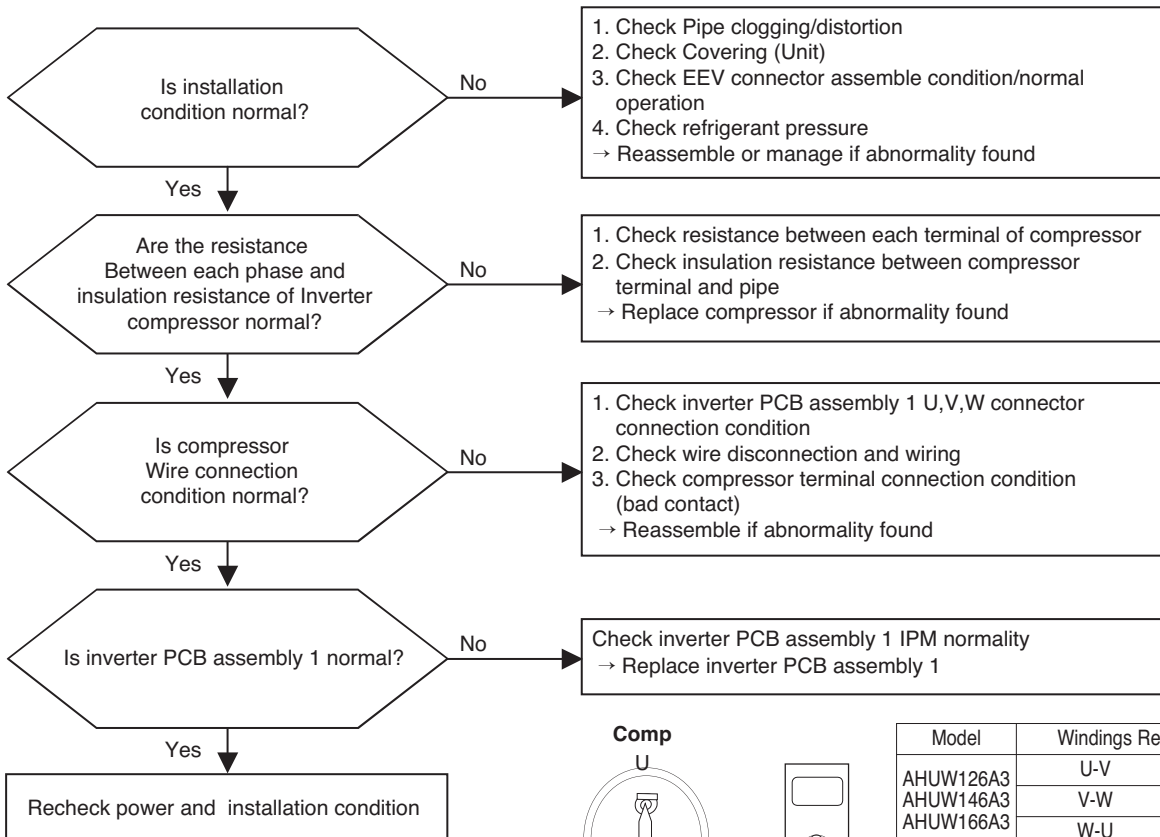 Is installation
condition normal?
No
1. Check Pipe clogging/distortion
2. Check Covering (Unit)
3. Check EEV connector assemble condition/normal
operation
4. Check refrigerant pressure
→ Reassemble or manage if abnormality found
Yes
Are the resistance
Between each phase and
insulation resistance of Inverter
compressor normal?
No
1. Check resistance between each terminal of compressor
2. Check insulation resistance between compressor
terminal and pipe
→ Replace compressor if abnormality found
Yes
Is compressor
Wire connection
condition normal?
No
1. Check inverter PCB assembly 1 U,V,W connector
connection condition
2. Check wire disconnection and wiring
3. Check compressor terminal connection condition
(bad contact)
→ Reassemble if abnormality found
Yes
Is inverter PCB assembly 1 normal?
No
Check inverter PCB assembly 1 IPM normality
→ Replace inverter PCB assembly 1
Yes
Recheck power and installation condition
Comp
U
Model
Windings Re
AHUW126A3
AHUW146A3
AHUW166A3
U-V
V-W
W-U